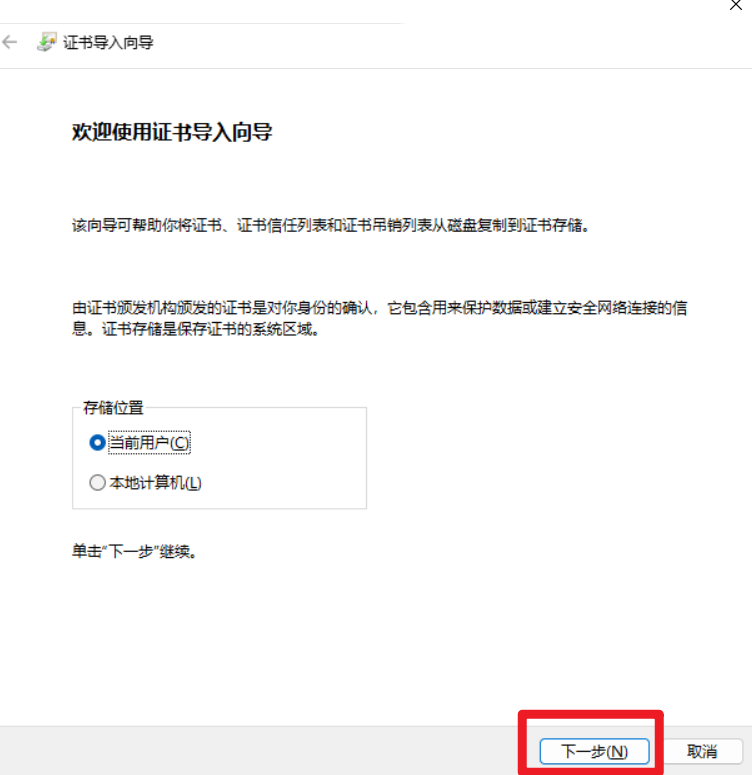 证书导入向导
欢迎使用证书导入向导
该向导可帮助你将证书、证书信任列表和证书吊销列表从磁盘复制到证书存储。
由证书颁发机构颁发的证书是对你身份的确认，它包含用来保护数据或建立安全网络连接的信
息。证书存储是保存证书的系统区域。
存储位置
当前用户(C)
本地计算机(L)
单击"下一步"继续。
下一步(N) 取消